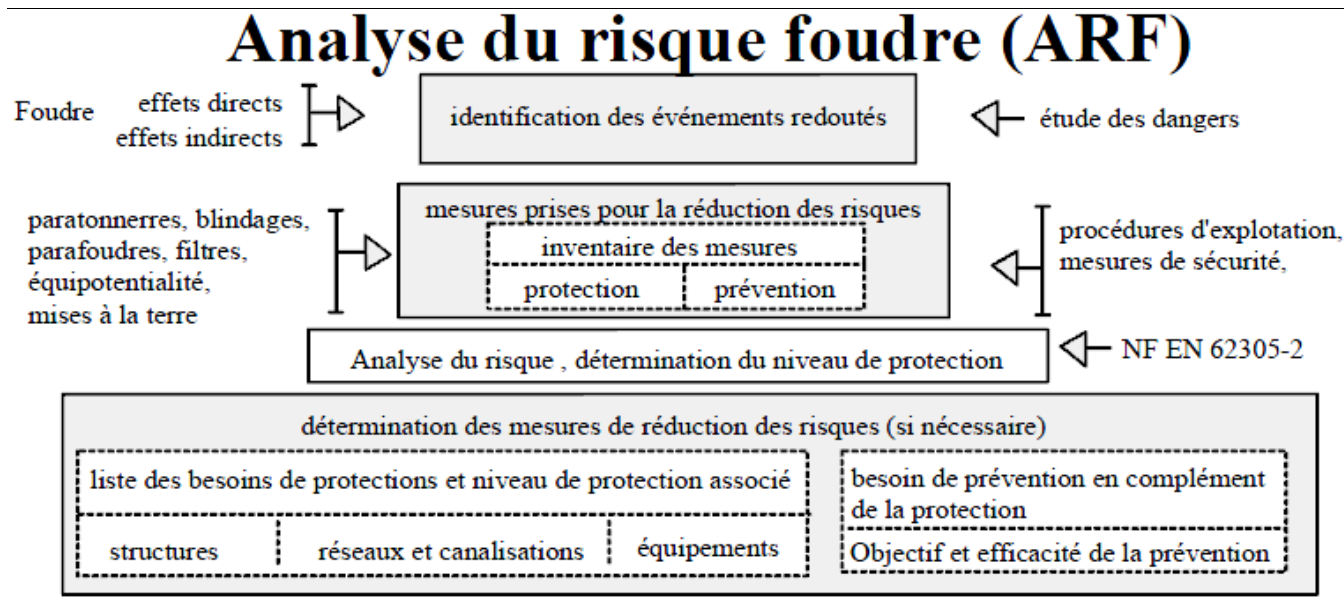 Analyse du risque foudre (ARF)
Foudre
effets directs
effets indirects
identification des événements redoutés
étude des dangers
paratonnerres, blindages,
parafoudres, filtres,
équipotentialité,
mises à la terre
mesures prises pour la réduction des risques
inventaire des mesures
protection
prévention
procédures d'explotation,
mesures de sécurité,
Analyse du risque , détermination du niveau de protection
NF EN 62305-2
détermination des mesures de réduction des risques (si nécessaire)
liste des besoins de protections et niveau de protection associé
structures
réseaux et canalisations
équipements
besoin de prévention en complément
de la protection
Objectif et efficacité de la prévention